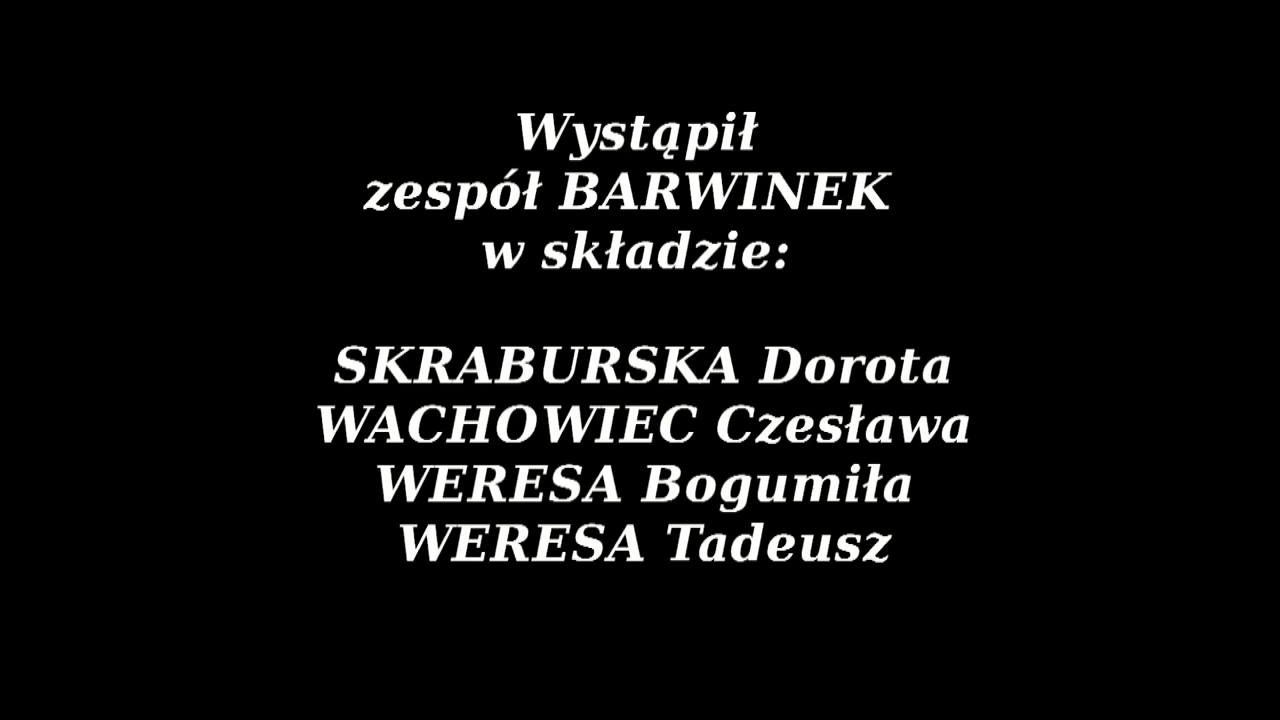 Wystąpił
zespół BARWINEK
w składzie:
SKRABURSKA Dorota
WACHOWIEC Czesława
WERESA Bogumiła
WERESA Tadeusz